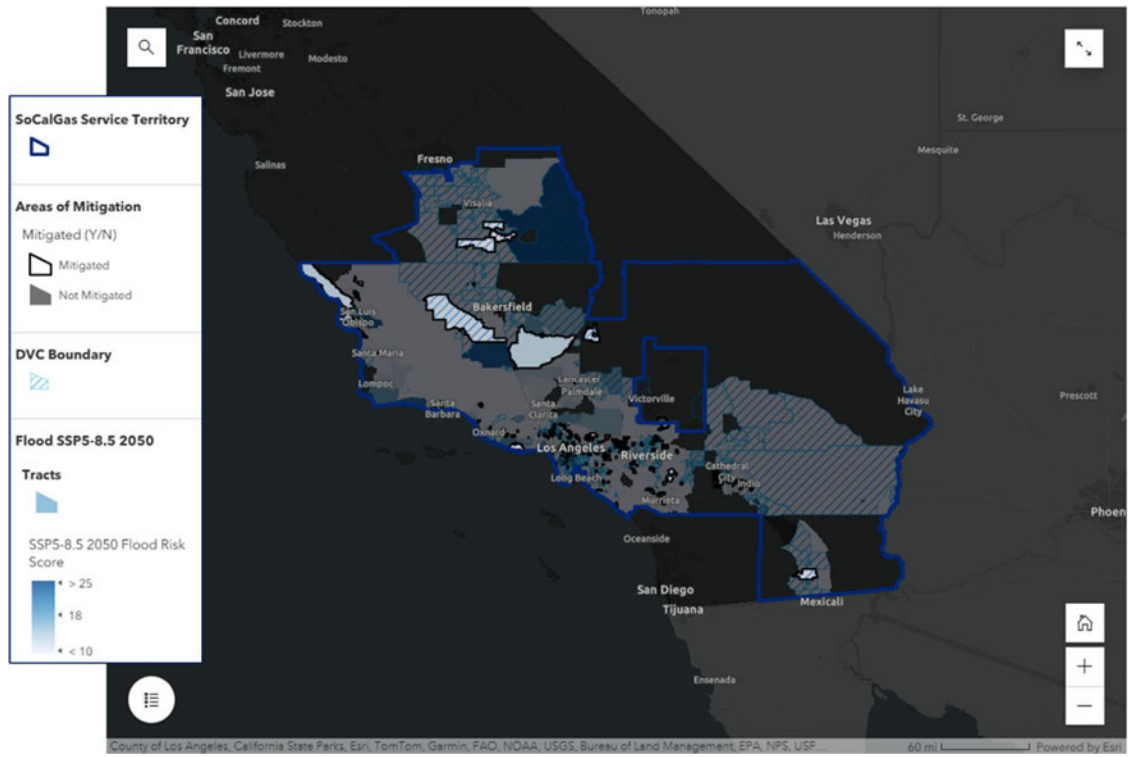 Tonopah
Concord
Stockton
San
Francisco
Livermore
Modesto
Fremont
San Jose
St. George
SoCalGas Service Territory
Mesquite
Salinas
Fresno
Areas of Mitigation
Visalia
Las Vegas
Mitigated (Y/N)
Henderson
Mitigated
Not Mitigated
Bakersfield
San Luis
Obispo
DVC Boundary
Santa Maria
Lancaster
Lompoc
Palmdale
Victorville
Lake
Havasu
City
Prescott
Santa
Barbara
Santa
Clarita
Flood SSP5-8.5 2050
Oxnard
Los Angeles
Riverside
Tracts
Long Beach
Cathedral
City
Indio
Murrieta
Phoen
SSP5-8.5 2050 Flood Risk
Score
Oceanside
> 25
San Diego
18
Tijuana
Mexicali
< 10
Ensenada
County of Los Angeles, California State Parks, Esri, TomTom, Garmin, FAO, NOAA, USGS, Bureau of Land Management, EPA, NPS, USF...
60 mi
Powered by Esri